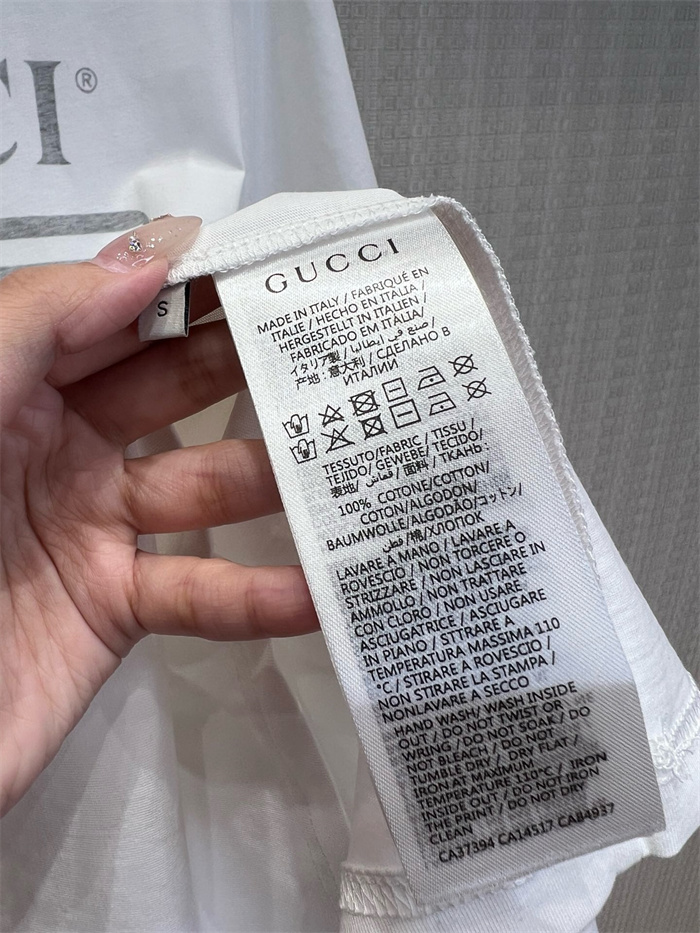 CI®
S
GUCCI
MADE IN ITALY / FABRIQUÉ EN
ITALIE / HECHO EN ITALIA /
HERGESTELLT IN ITALIEN /
FABRICADO EM ITALIA/
イタリア製 / صنع في إيطاليا /
产地: 意大利 / СДЕЛАНО В
ИТАЛИИ
TESSUTO/FABRIC / TISSU /
TEJIDO/ GEWEBE/ TECIDO/
表地/ قماش / 面料 / ТКАНЬ:
100% COTONE/COTTON/
COTON/ALGODON/コットン/
BAUMWOLLE/ALGODÃO/
قطن /棉/ХЛОПОК
LAVARE A MANO / LAVARE A
ROVESCIO / NON TORCERE O
STRIZZARE / NON LASCIARE IN
AMMOLLO / NON TRATTARE
CON CLORO / NON USARE
ASCIUGATRICE / ASCIUGARE
IN PIANO / STTRARE A
TEMPERATURA MASSIMA 110
°C/ STIRARE A ROVESCIO /
NON STIRARE LA STAMPA /
NONLAVARE A SECCO
HAND WASH/ WASH INSIDE
OUT / DO NOT TWIST OR
WRING / DO NOT SOAK / DO
NOT BLEACH / DO NOT
TUMBLE DRY / DRY FLAT /
IRON AT MAXIMUM
TEMPERATURE 110°C / IRON
INSIDE OUT / DO NOT IRON
THE PRINT / DO NOT DRY
CLEAN
CA37394 CA14517 CA84937